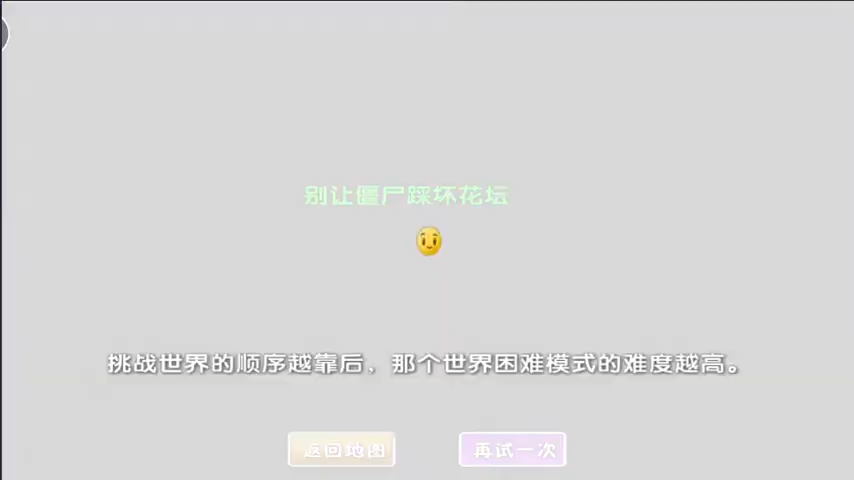 别让僵尸踩坏花坛
挑战世界的顺序越靠后、那个世界困难模式的难度越高。
返回地图
再试一次